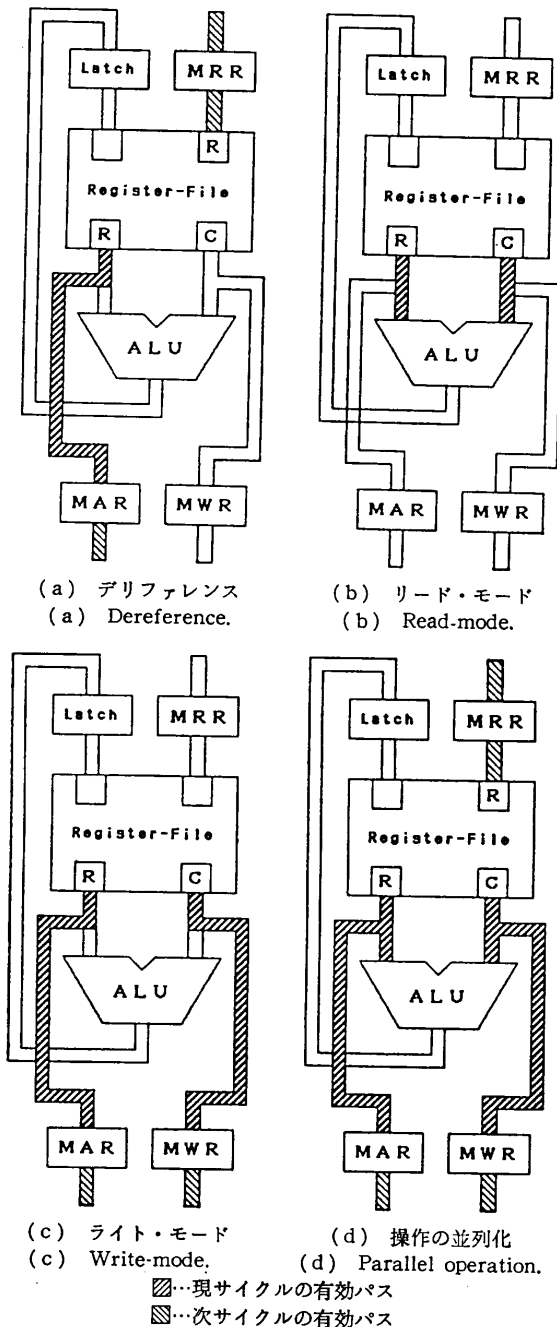 Latch
MRR
R
Register-File
R C
ALU
MAR
MWR
(a) デリファレンス
(a) Dereference.
Latch
MRR
Register-File
R C
ALU
MAR
MWR
(b) リード・モード
(b) Read-mode.
Latch
MRR
Register-File
R C
ALU
MAR
MWR
(c) ライト・モード
(c) Write-mode.
Latch
MRR
R
Register-File
R C
ALU
MAR
MWR
(d) 操作の並列化
(d) Parallel operation.
…現サイクルの有効パス
…次サイクルの有効パス